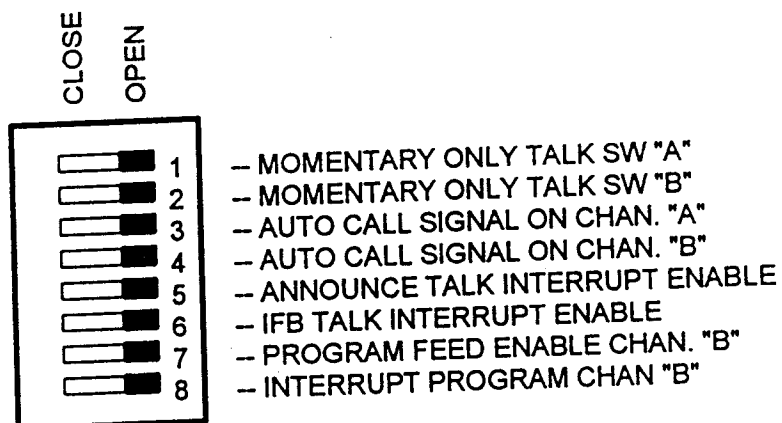 CLOSE
OPEN
1 – MOMENTARY ONLY TALK SW "A"
2 – MOMENTARY ONLY TALK SW "B"
3 – AUTO CALL SIGNAL ON CHAN. "A"
4 – AUTO CALL SIGNAL ON CHAN. "B"
5 – ANNOUNCE TALK INTERRUPT ENABLE
6 – IFB TALK INTERRUPT ENABLE
7 – PROGRAM FEED ENABLE CHAN. "B"
8 – INTERRUPT PROGRAM CHAN "B"